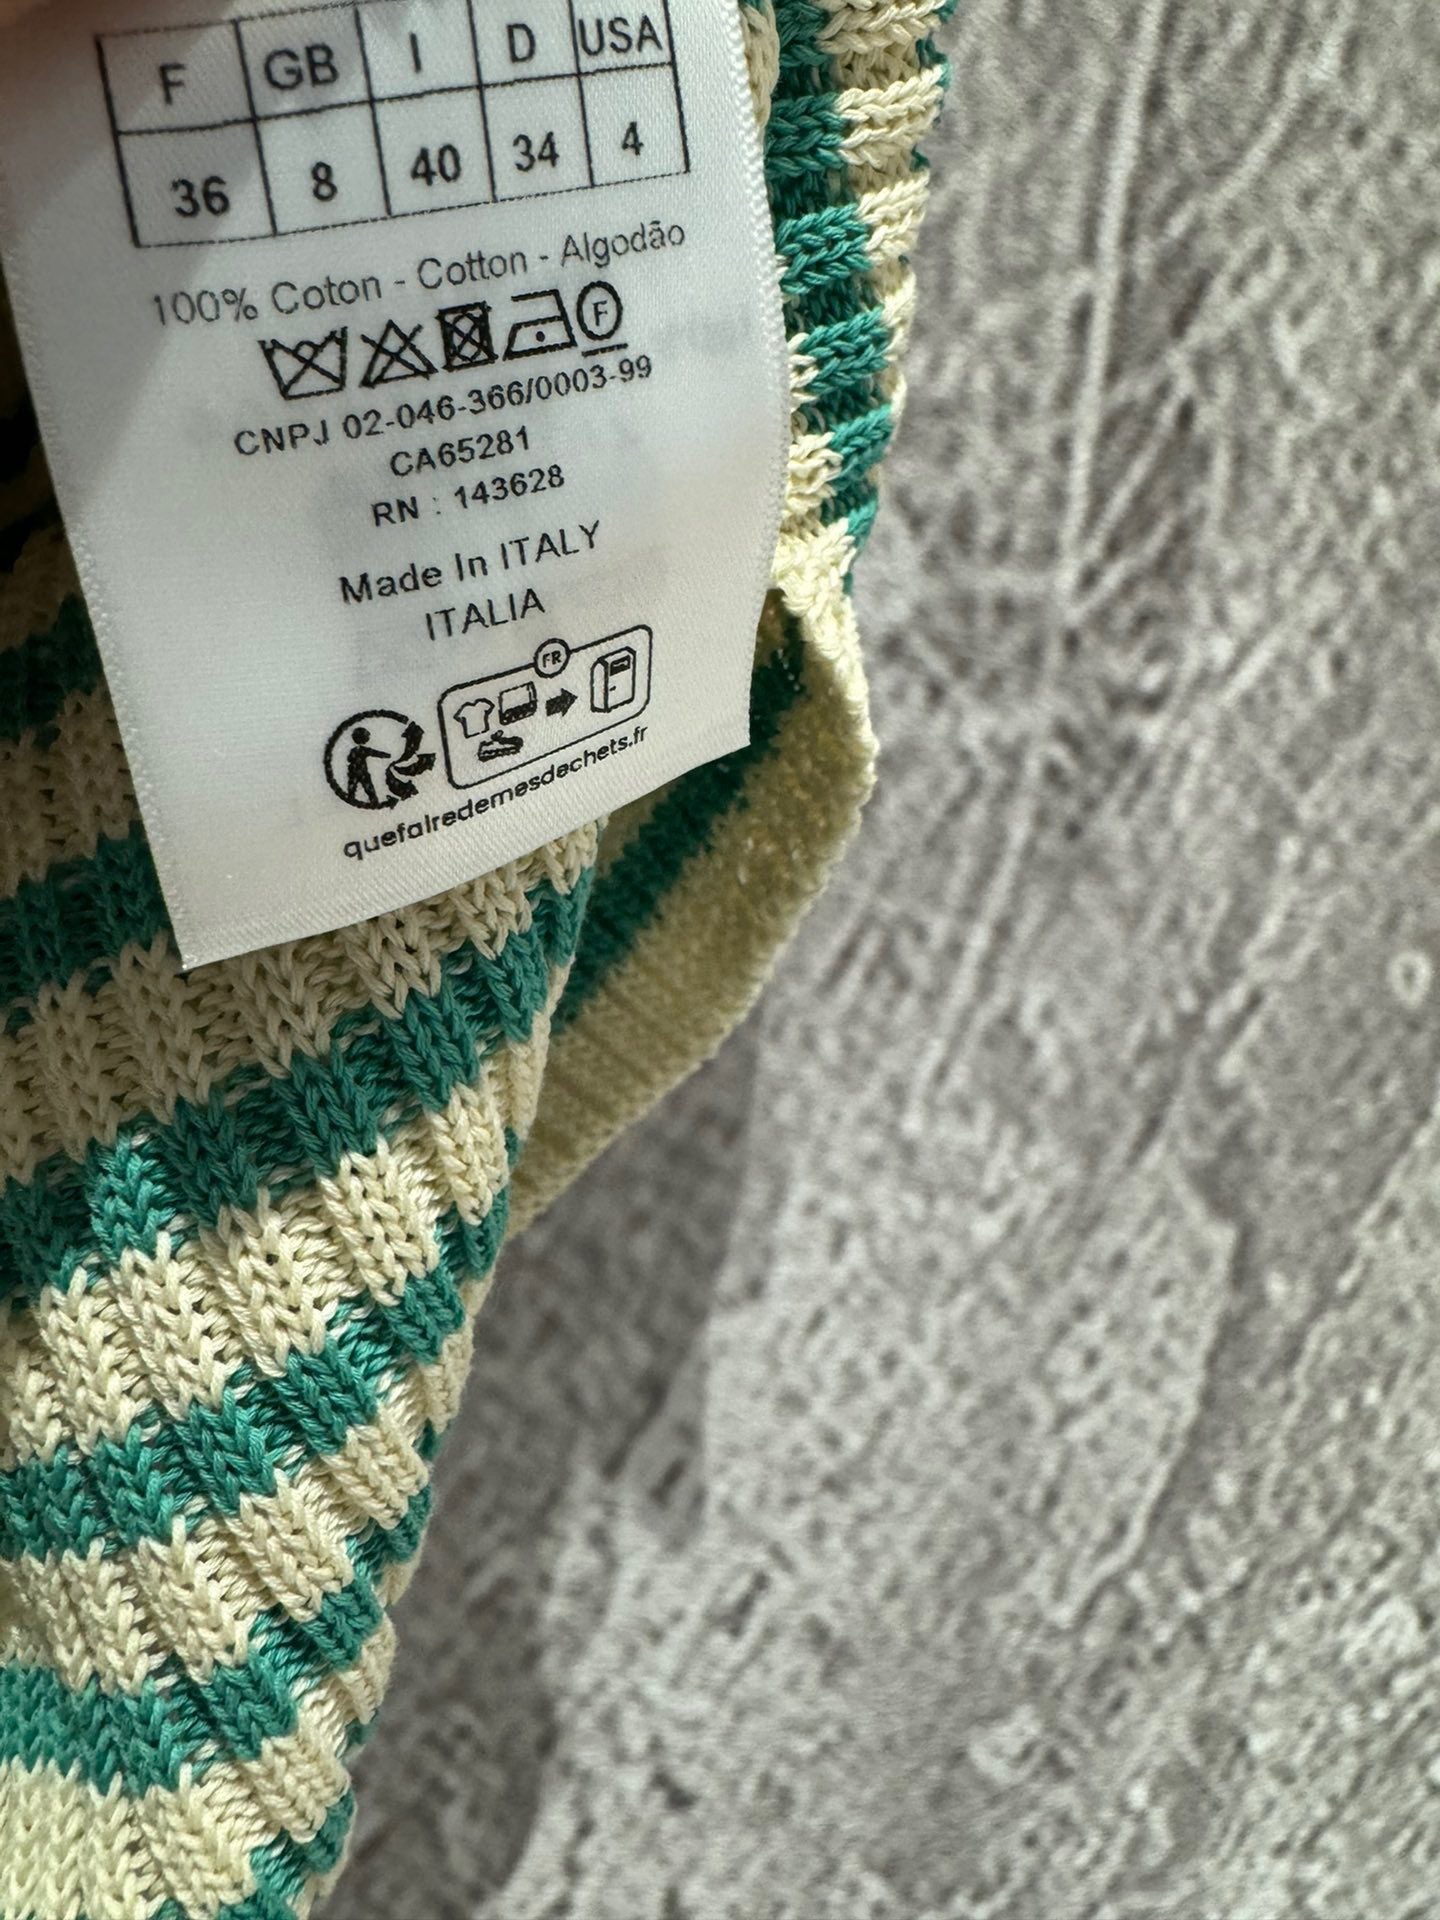 F GB I D USA
36 8 40 34 4
100% Coton - Cotton - Algodão
F
CNPJ 02-046-366/0003-99
CA65281
RN : 143628
Made In ITALY
ITALIA
FR
quefairedemesdechets.fr